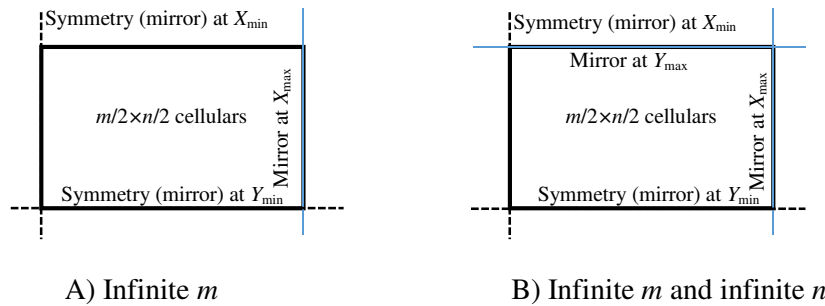 Symmetry (mirror) at Xmin
m/2×n/2 cellulars
Mirror at Xmax
Symmetry (mirror) at Ymin
A) Infinite m
Symmetry (mirror) at Xmin
Mirror at Ymax
m/2×n/2 cellulars
Mirror at Xmax
Symmetry (mirror) at Ymin
B) Infinite m and infinite n